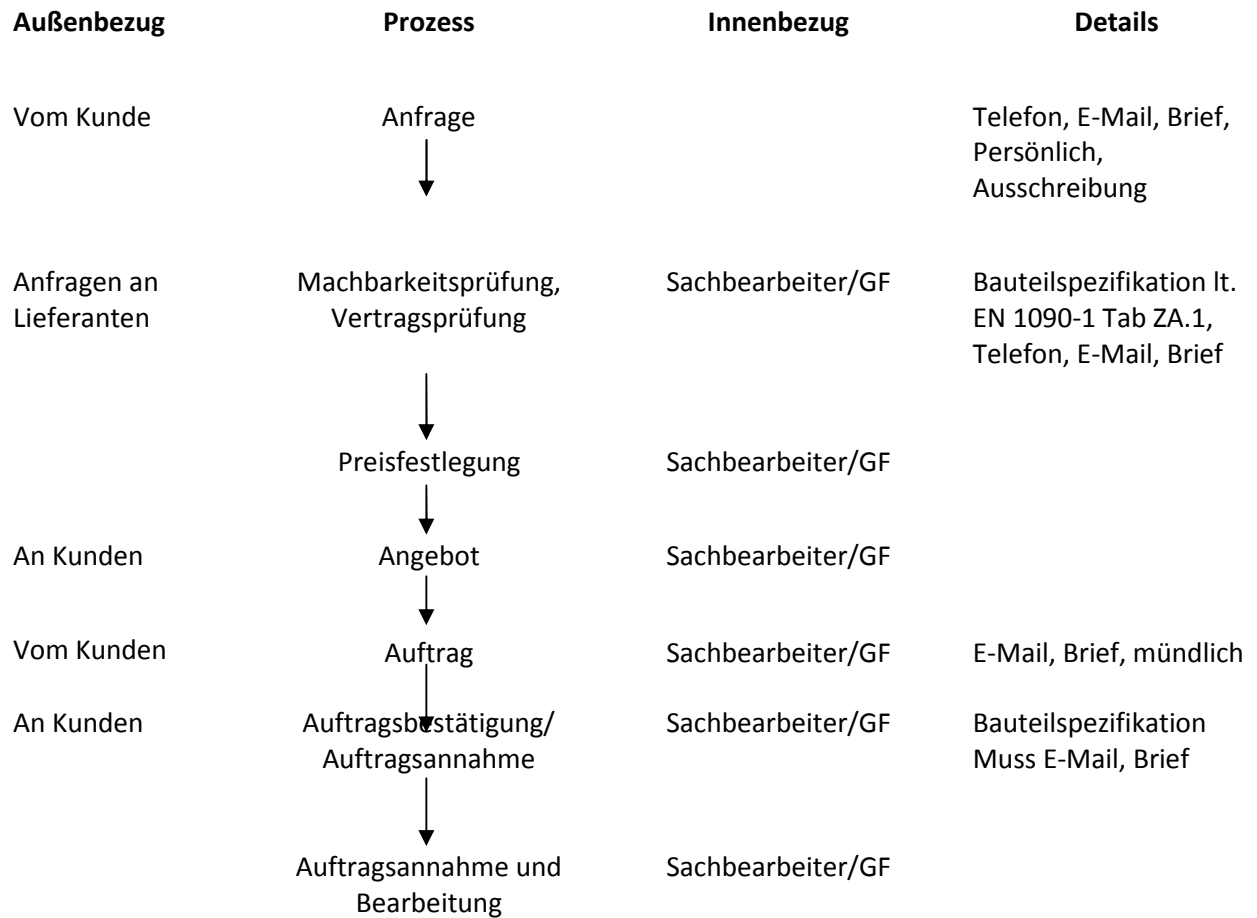 Außenbezug Prozess Innenbezug Details
Vom Kunde Anfrage Telefon, E-Mail, Brief,
Persönlich,
Ausschreibung
Anfragen an Machbarkeitsprüfung, Sachbearbeiter/GF Bauteilspezifikation lt.
Lieferanten Vertragsprüfung EN 1090-1 Tab ZA.1,
Telefon, E-Mail, Brief
Preisfestlegung Sachbearbeiter/GF
An Kunden Angebot Sachbearbeiter/GF
Vom Kunden Auftrag Sachbearbeiter/GF E-Mail, Brief, mündlich
An Kunden Auftragsbestätigung/ Sachbearbeiter/GF Bauteilspezifikation
Auftragsannahme Muss E-Mail, Brief
Auftragsannahme und Sachbearbeiter/GF
Bearbeitung